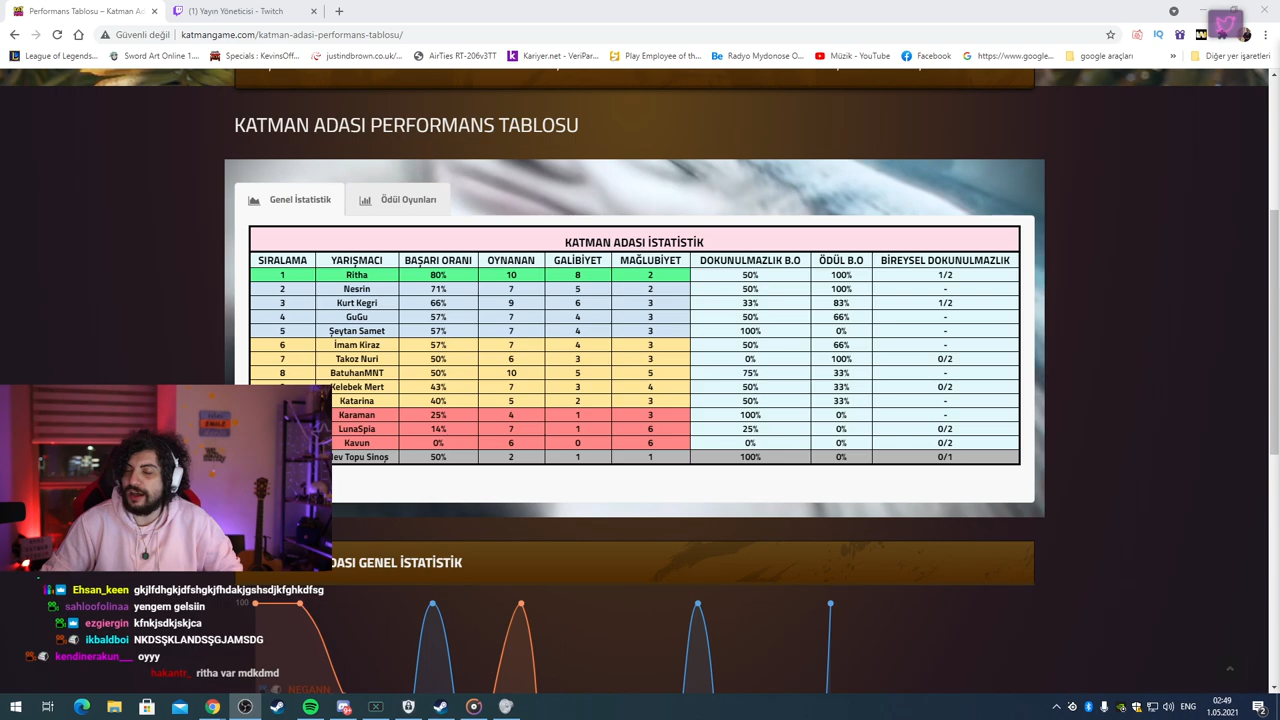 Performans Tablosu – Katman Ad
(1) Yayın Yöneticisi - Twitch
Güvenli değil
katmangame.com/katman-adasi-performans-tablosu/
League of Legends...
Sword Art Online 1....
Specials : KevinsOff...
justindbrown.co.uk/...
AirTies RT-206v3TT
Kariyer.net - VeriPar...
Play Employee of the...
Radyo Mydonose O...
Müzik - YouTube
Facebook
https://www.google...
google araçları
»
Diğer yer işaretleri
KATMAN ADASI PERFORMANS TABLOSU
Genel İstatistik
Ödül Oyunları
KATMAN ADASI İSTATİSTİK
SIRALAMA YARIŞMACI BAŞARI ORANI OYNANAN GALİBİYET MAĞLUBİYET DOKUNULMAZLIK B.O ÖDÜL B.O BİREYSEL DOKUNULMAZLIK
1 Ritha 80% 10 8 2 50% 100% 1/2
2 Nesrin 71% 7 5 2 50% 100% -
3 Kurt Kegri 66% 9 6 3 33% 83% 1/2
4 GuGu 57% 7 4 3 50% 66% -
5 Şeytan Samet 57% 7 4 3 100% 0% -
6 İmam Kiraz 57% 7 4 3 50% 66% -
7 Takoz Nuri 50% 6 3 3 0% 100% 0/2
8 BatuhanMNT 50% 10 5 5 75% 33% -
Kelebek Mert 43% 7 3 4 50% 33% 0/2
Katarina 40% 5 2 3 50% 33% -
Karaman 25% 4 1 3 100% 0% -
LunaSpia 14% 7 1 6 25% 0% 0/2
Kavun 0% 6 0 6 0% 0% 0/2
lev Topu Sinoş 50% 2 1 1 100% 0% 0/1
DASI GENEL İSTATİSTİK
100
Ehsan_keen gkjlfdhgkjdfshgkjfhdakjgshsdjkfghkdfsg
sahloofolinaa yengem gelsiin
ezgiergin kfnkjsdkjskjca
ikbaldboi NKDSŞKLANDSŞGJAMSDG
kendinerakun__ oyyy
hakantr_ ritha var mdkdmd
NEGANN
02:49
1.05.2021
2